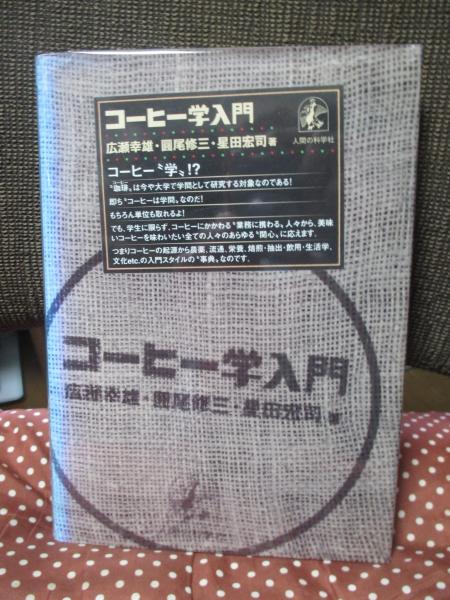 コーヒー学入門
広瀬幸雄・圓尾修三・星田宏司 著
人間の科学社
コーヒー〝学〟!?
コーヒー
〝珈琲〟は今や大学で学問として研究する対象なのである!
即ち〝コーヒーは学問〟なのだ!
もちろん単位も取れるよ!
でも、学生に限らず、コーヒーにかかわる〝業務に携わる〟人々から、美味
いコーヒーを味わいたい全ての人々のあらゆる〝関心〟に応えます.
つまりコーヒーの起源から農業、流通、栄養、焙煎・抽出・飲用・生活学、
文化etc.の入門スタイルの〝事典〟なのです.
コーヒー学入門
広瀬幸雄・圓尾修三・星田宏司 著